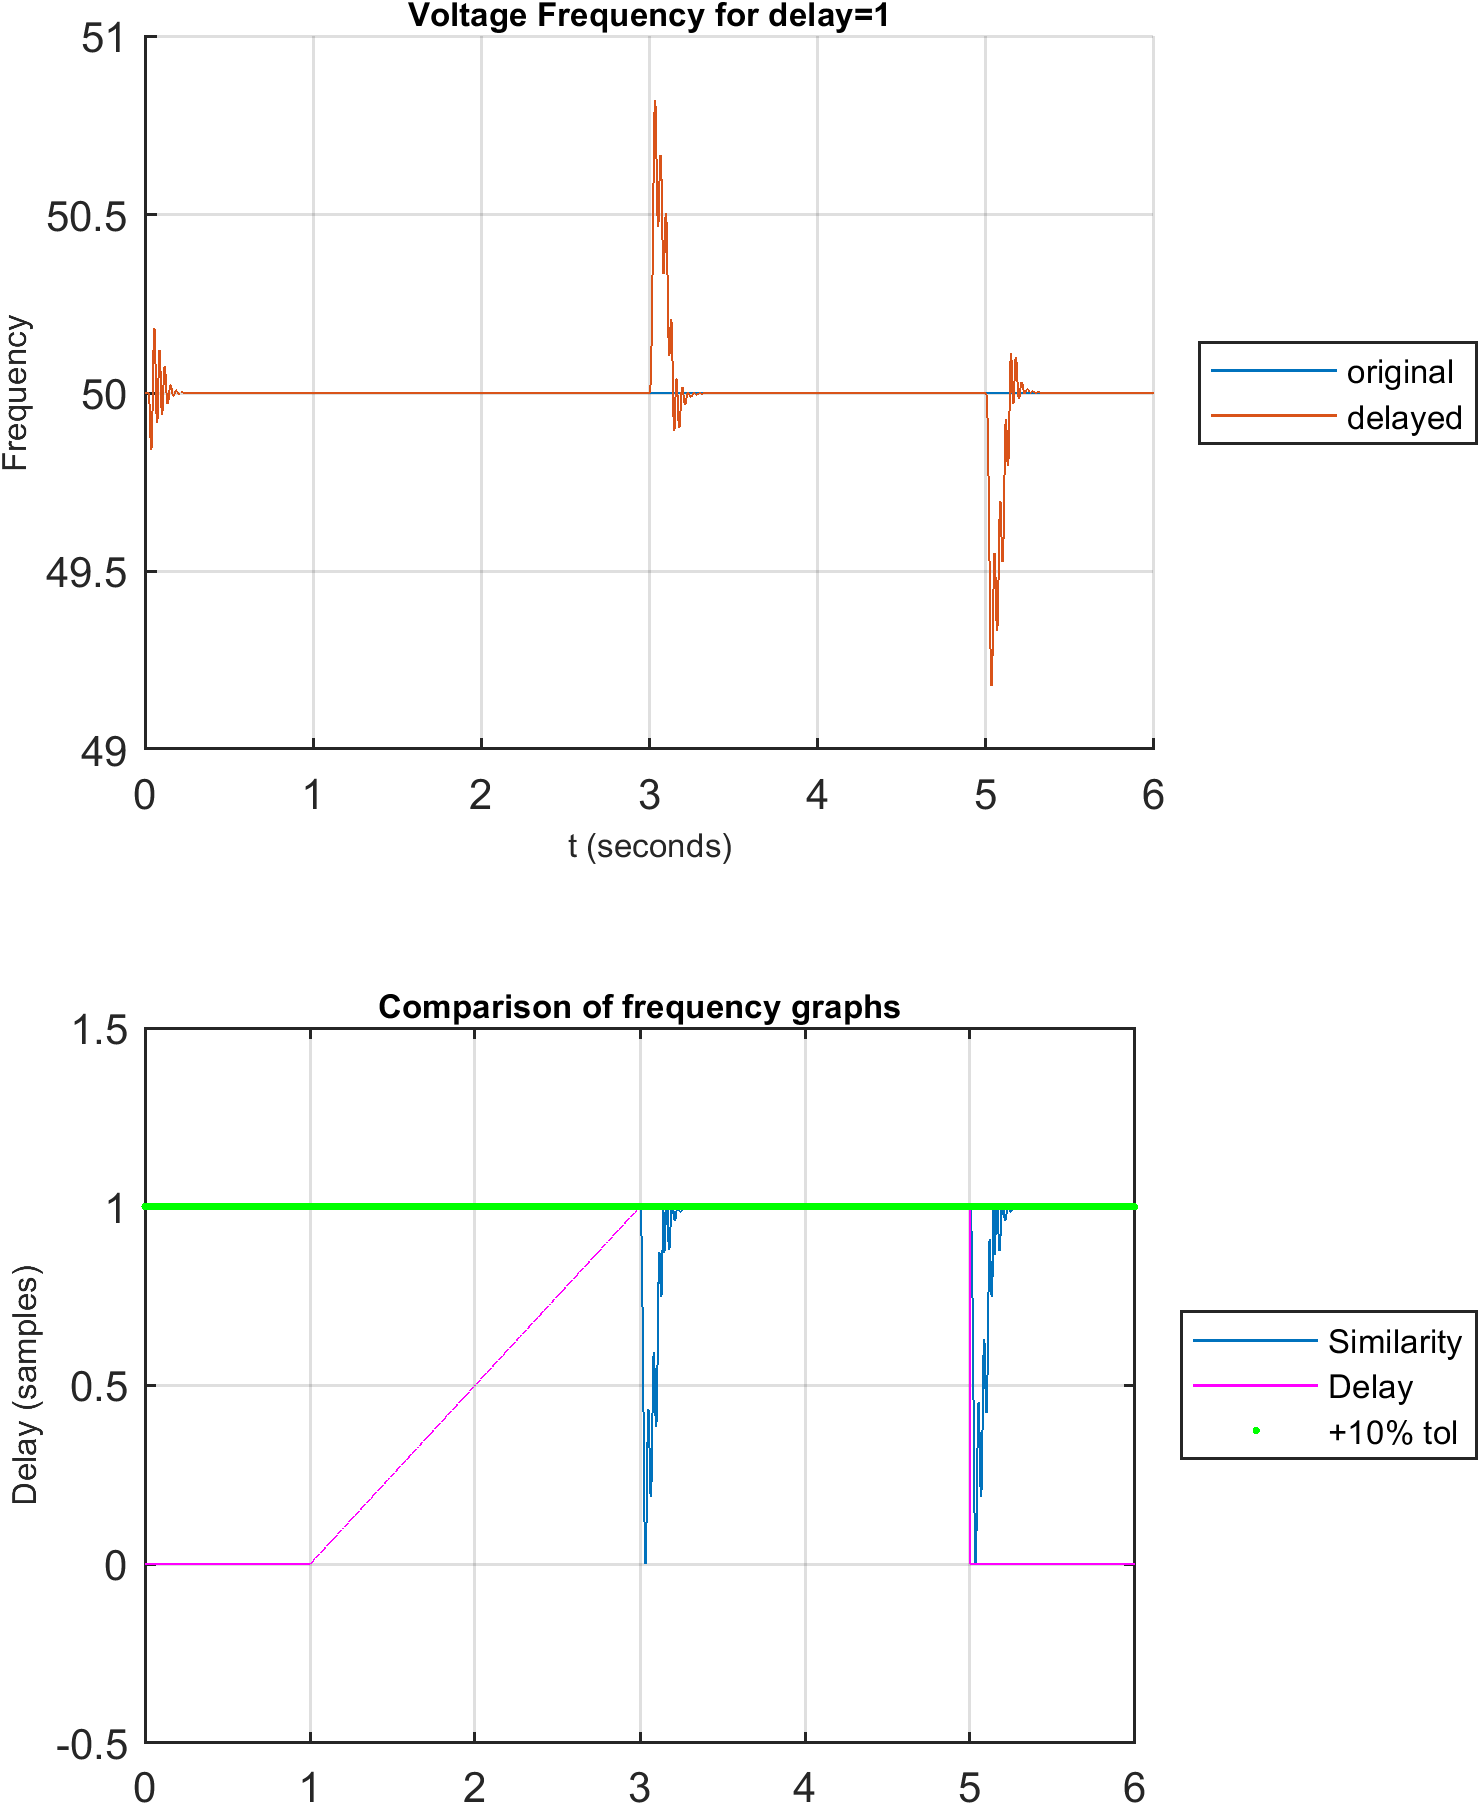 Voltage Frequency for delay=1
51
50.5
50
49.5
49
Frequency
0 1 2 3 4 5 6
t (seconds)
original
delayed
Comparison of frequency graphs
1.5
1
0.5
0
-0.5
Delay (samples)
0 1 2 3 4 5 6
Similarity
Delay
+10% tol